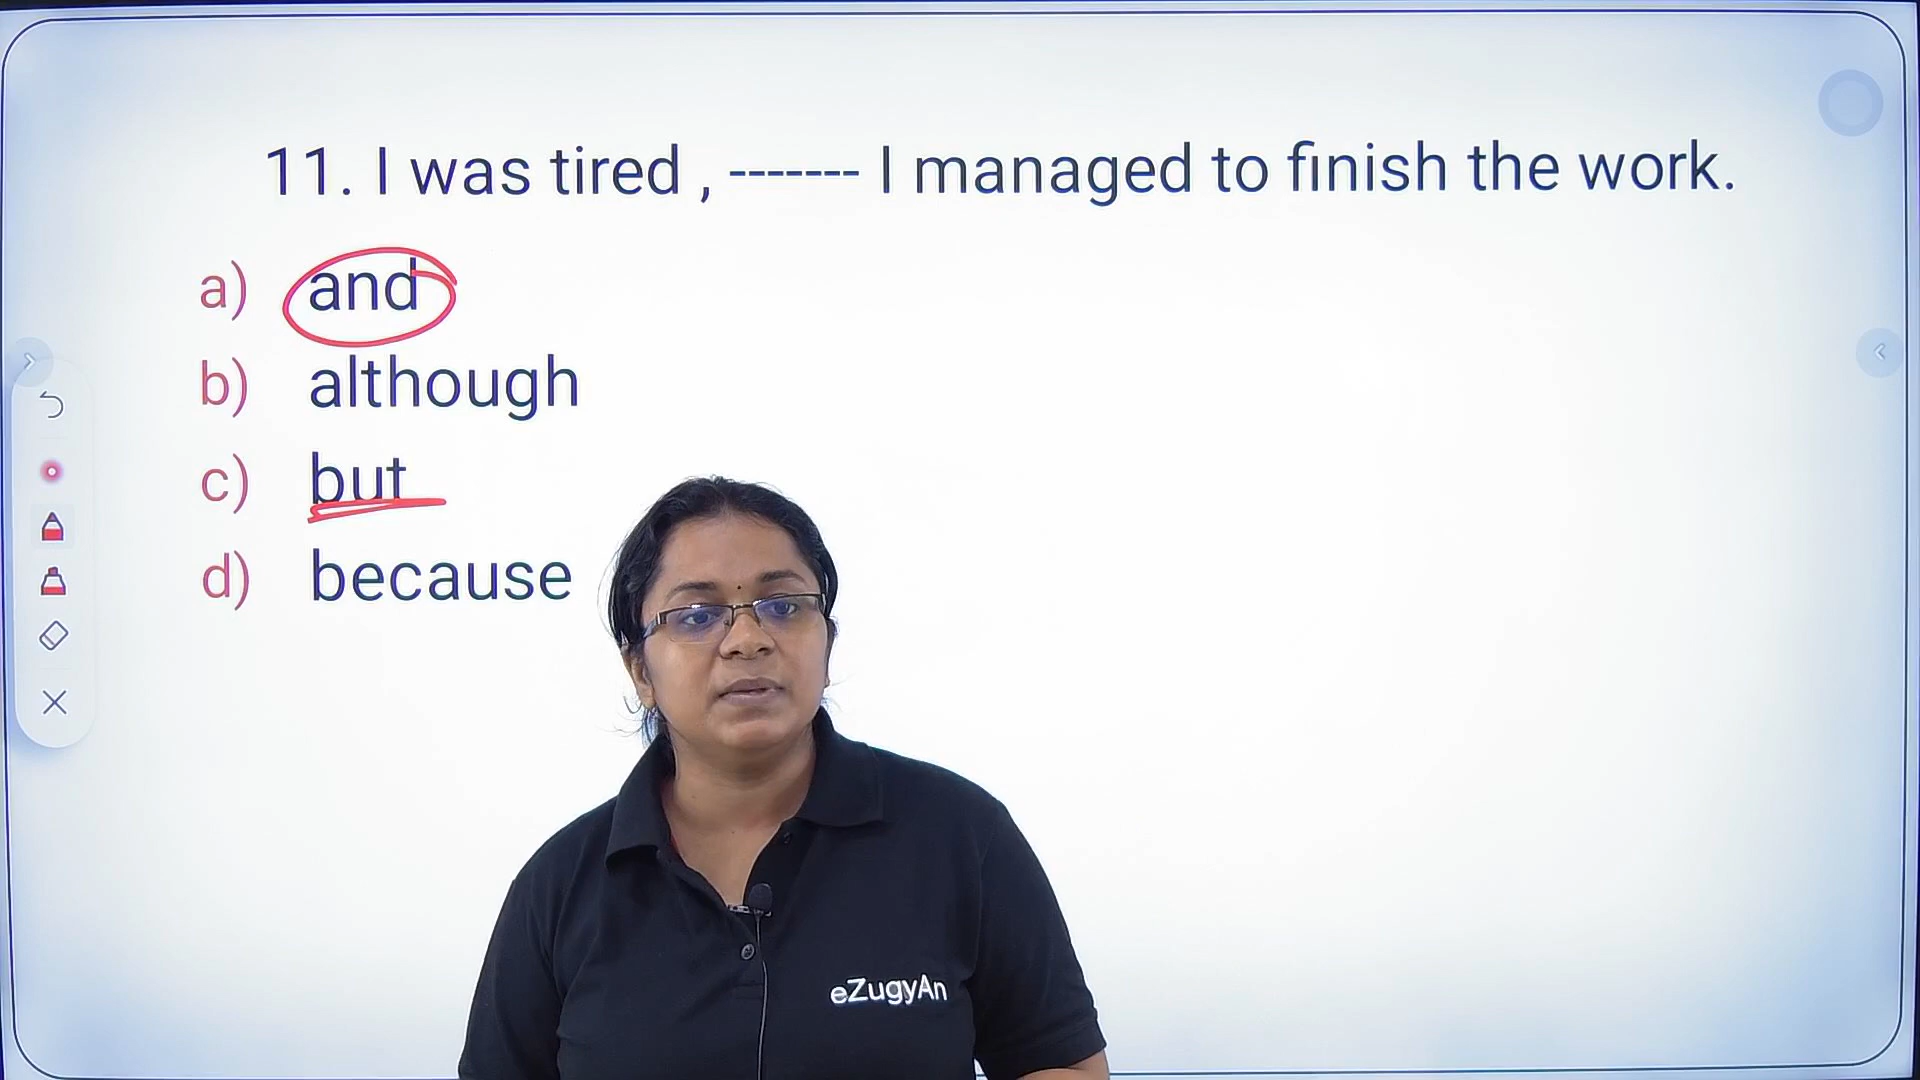 11. I was tired , ------- I managed to finish the work.
a) and
b) although
c) but
d) because
eZugyAn